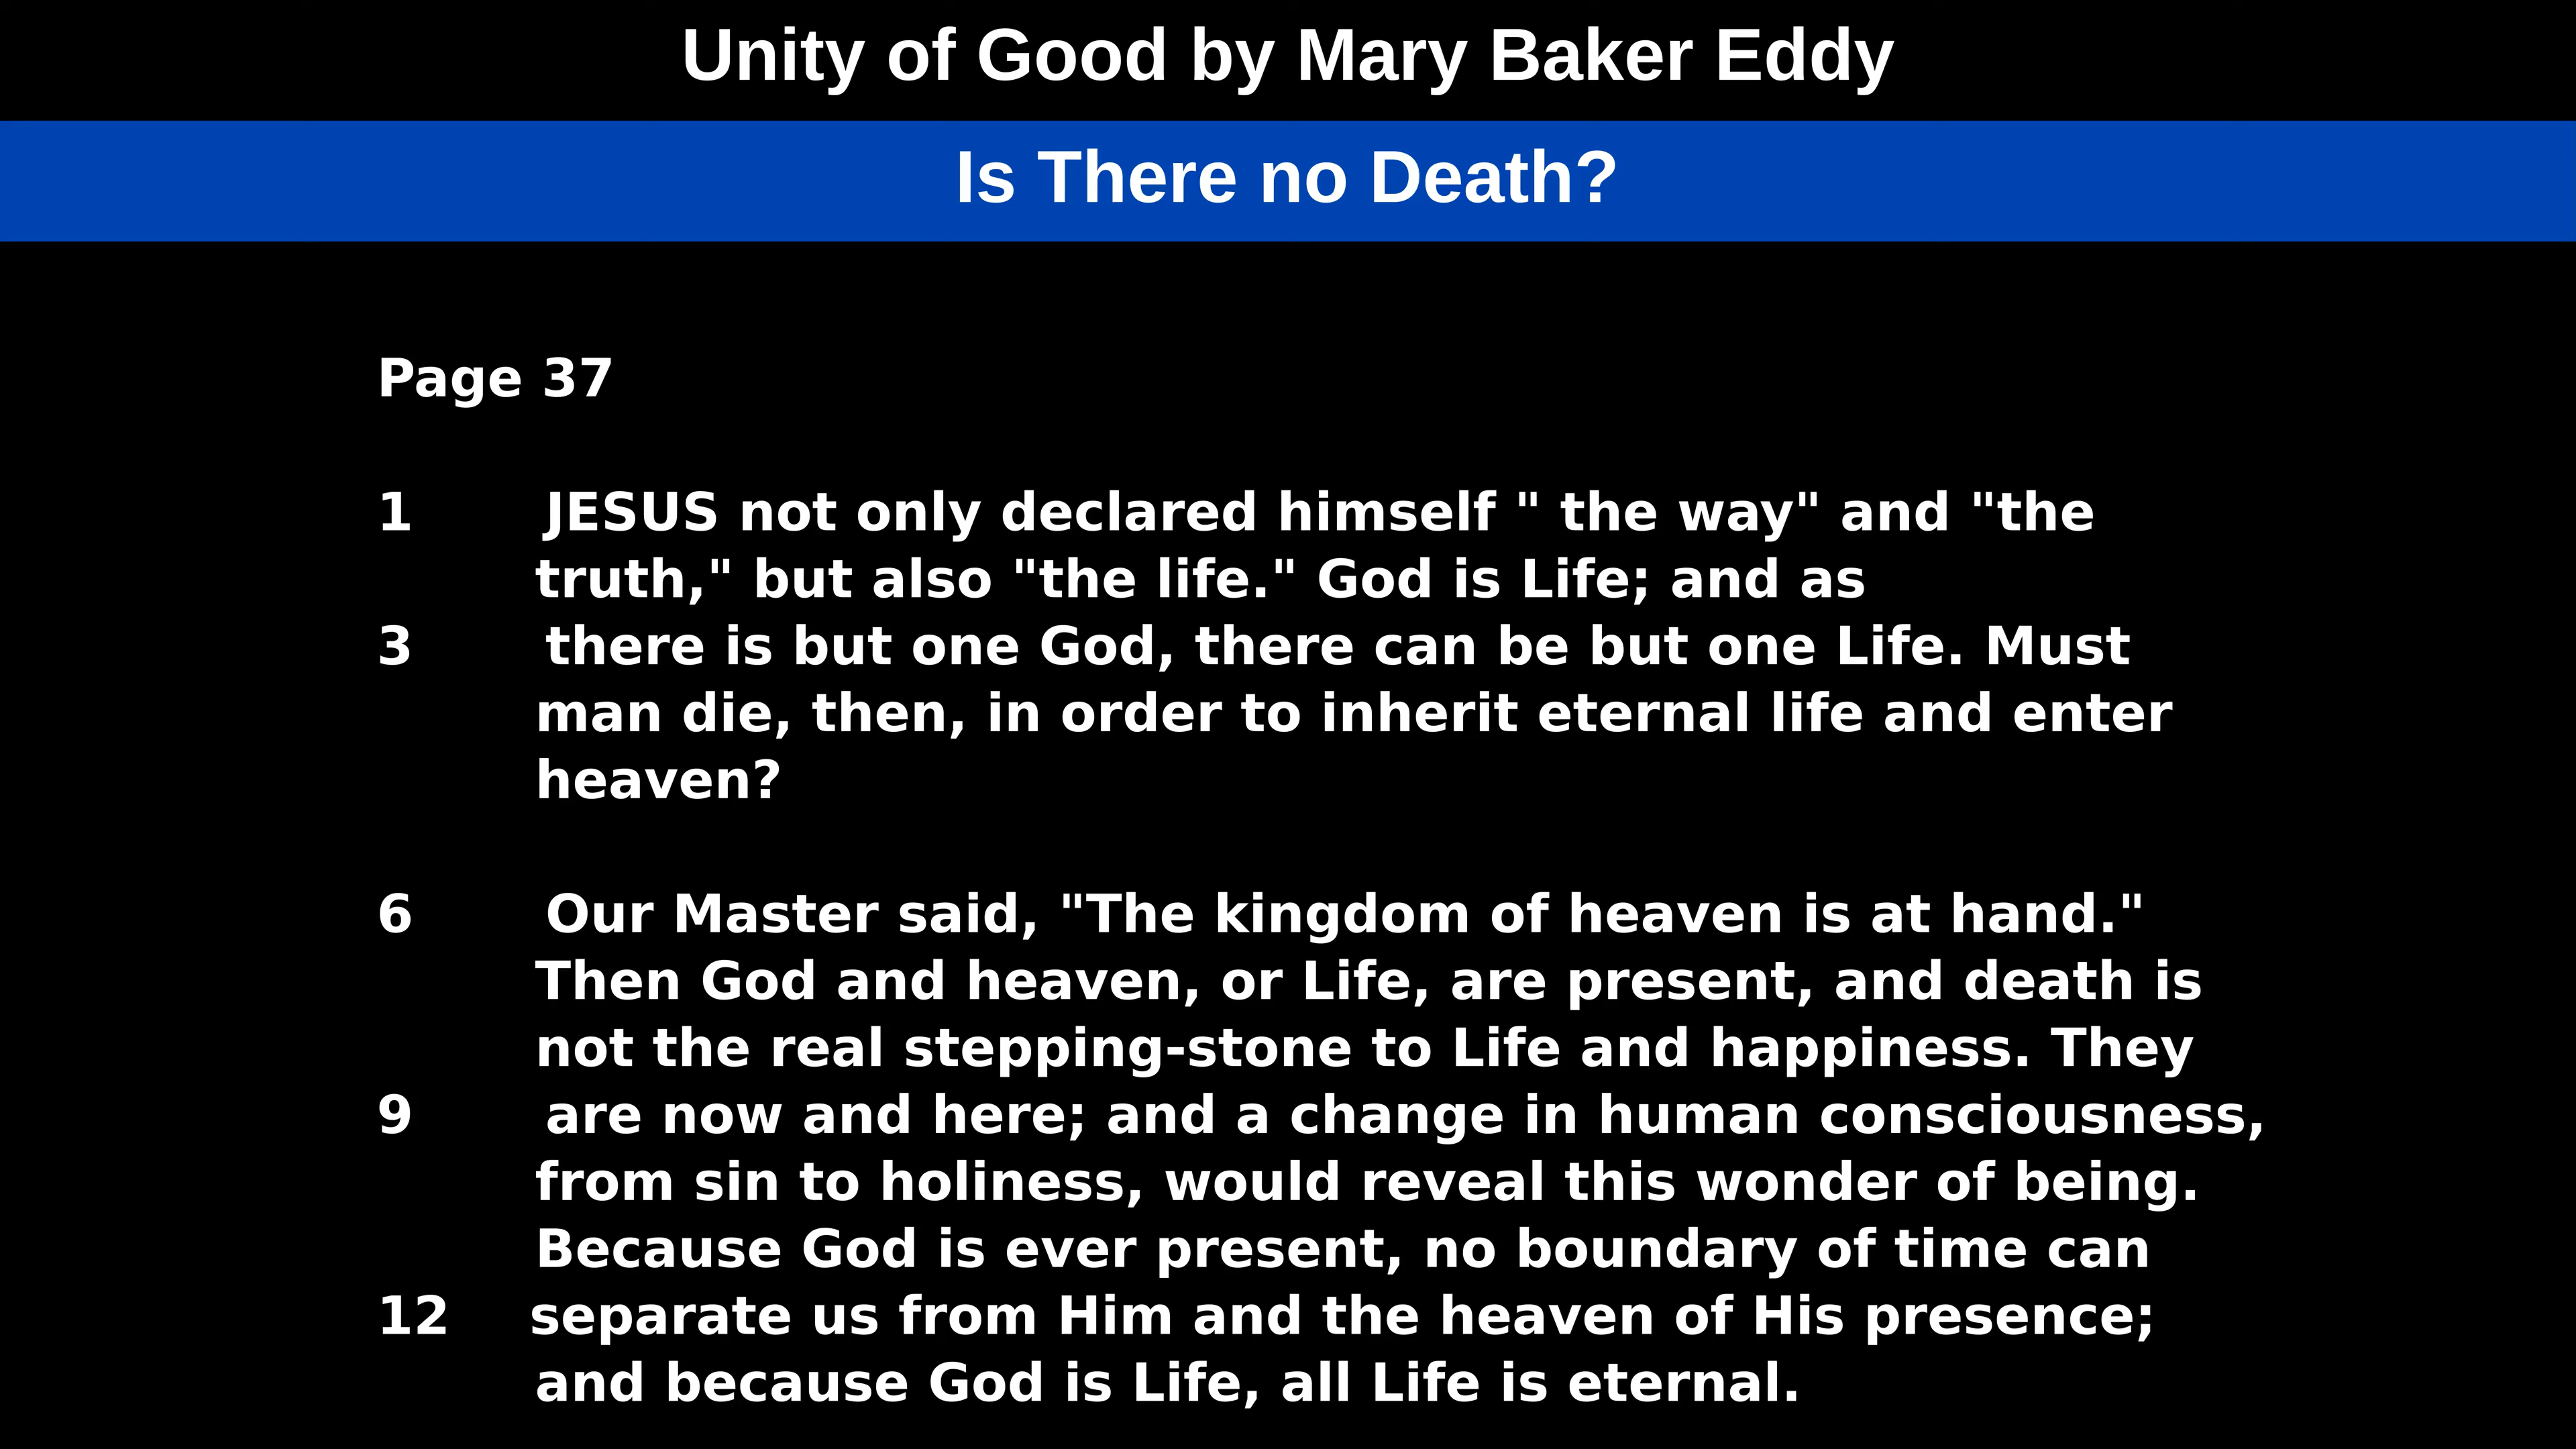 Unity of Good by Mary Baker Eddy
Is There no Death?
Page 37
1 JESUS not only declared himself " the way" and "the
truth," but also "the life." God is Life; and as
3 there is but one God, there can be but one Life. Must
man die, then, in order to inherit eternal life and enter
heaven?
6 Our Master said, "The kingdom of heaven is at hand."
Then God and heaven, or Life, are present, and death is
not the real stepping-stone to Life and happiness. They
9 are now and here; and a change in human consciousness,
from sin to holiness, would reveal this wonder of being.
Because God is ever present, no boundary of time can
12 separate us from Him and the heaven of His presence;
and because God is Life, all Life is eternal.